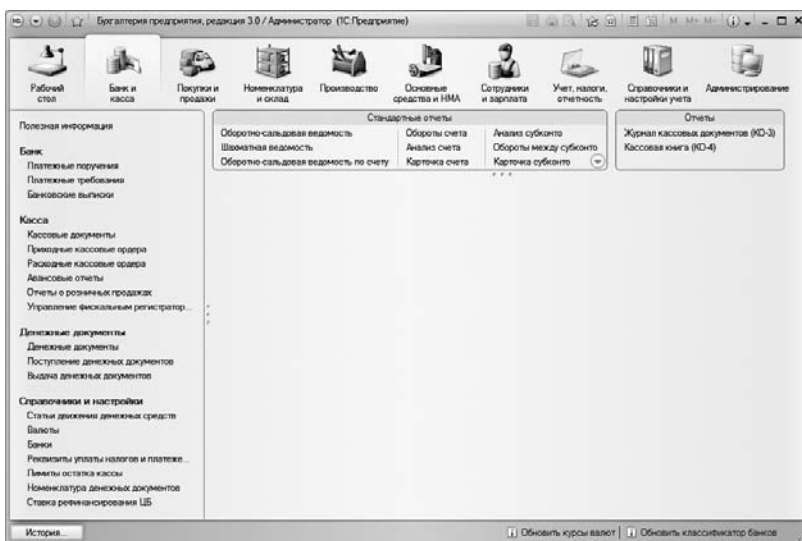 Бухгалтерия предприятия, редакция 3.0 / Администратор (1С:Предприятие)
M M+ M-
Рабочий стол
Банк и касса
Покупки и продажи
Номенклатура и склад
Производство
Основные средства и НМА
Сотрудники и зарплата
Учет, налоги, отчетность
Справочники и настройки учета
Администрирование
Полезная информация
Банк
Платежные поручения
Платежные требования
Банковские выписки
Касса
Кассовые документы
Приходные кассовые ордера
Расходные кассовые ордера
Авансовые отчеты
Отчеты о розничных продажах
Управление фискальным регистратор...
Денежные документы
Денежные документы
Поступление денежных документов
Выдача денежных документов
Справочники и настройки
Статьи движения денежных средств
Валюты
Банки
Реквизиты уплаты налогов и платеже...
Лимиты остатка кассы
Номенклатура денежных документов
Ставка рефинансирования ЦБ
Стандартные отчеты
Оборотно-сальдовая ведомость
Обороты счета
Анализ субконто
Шахматная ведомость
Анализ счета
Обороты между субконто
Оборотно-сальдовая ведомость по счету
Карточка счета
Карточка субконто
Отчеты
Журнал кассовых документов (КО-3)
Кассовая книга (КО-4)
История...
Обновить курсы валют
Обновить классификатор банков